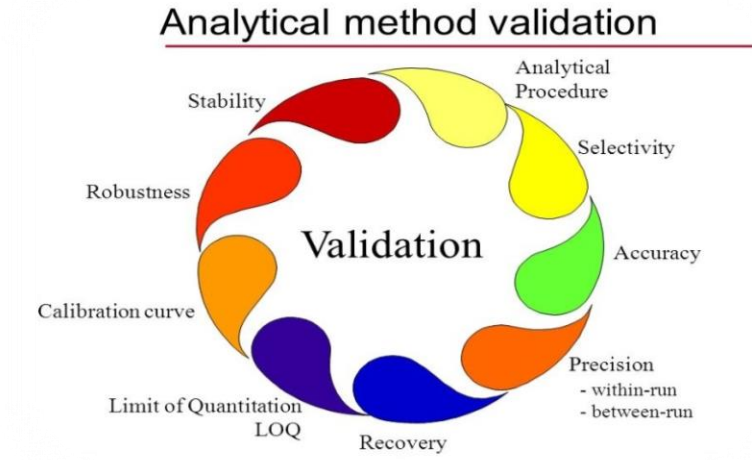 Analytical method validation
Analytical
Procedure
Stability
Selectivity
Robustness
Validation
Accuracy
Calibration curve
Precision
- within-run
- between-run
Limit of Quantitation
LOQ
Recovery